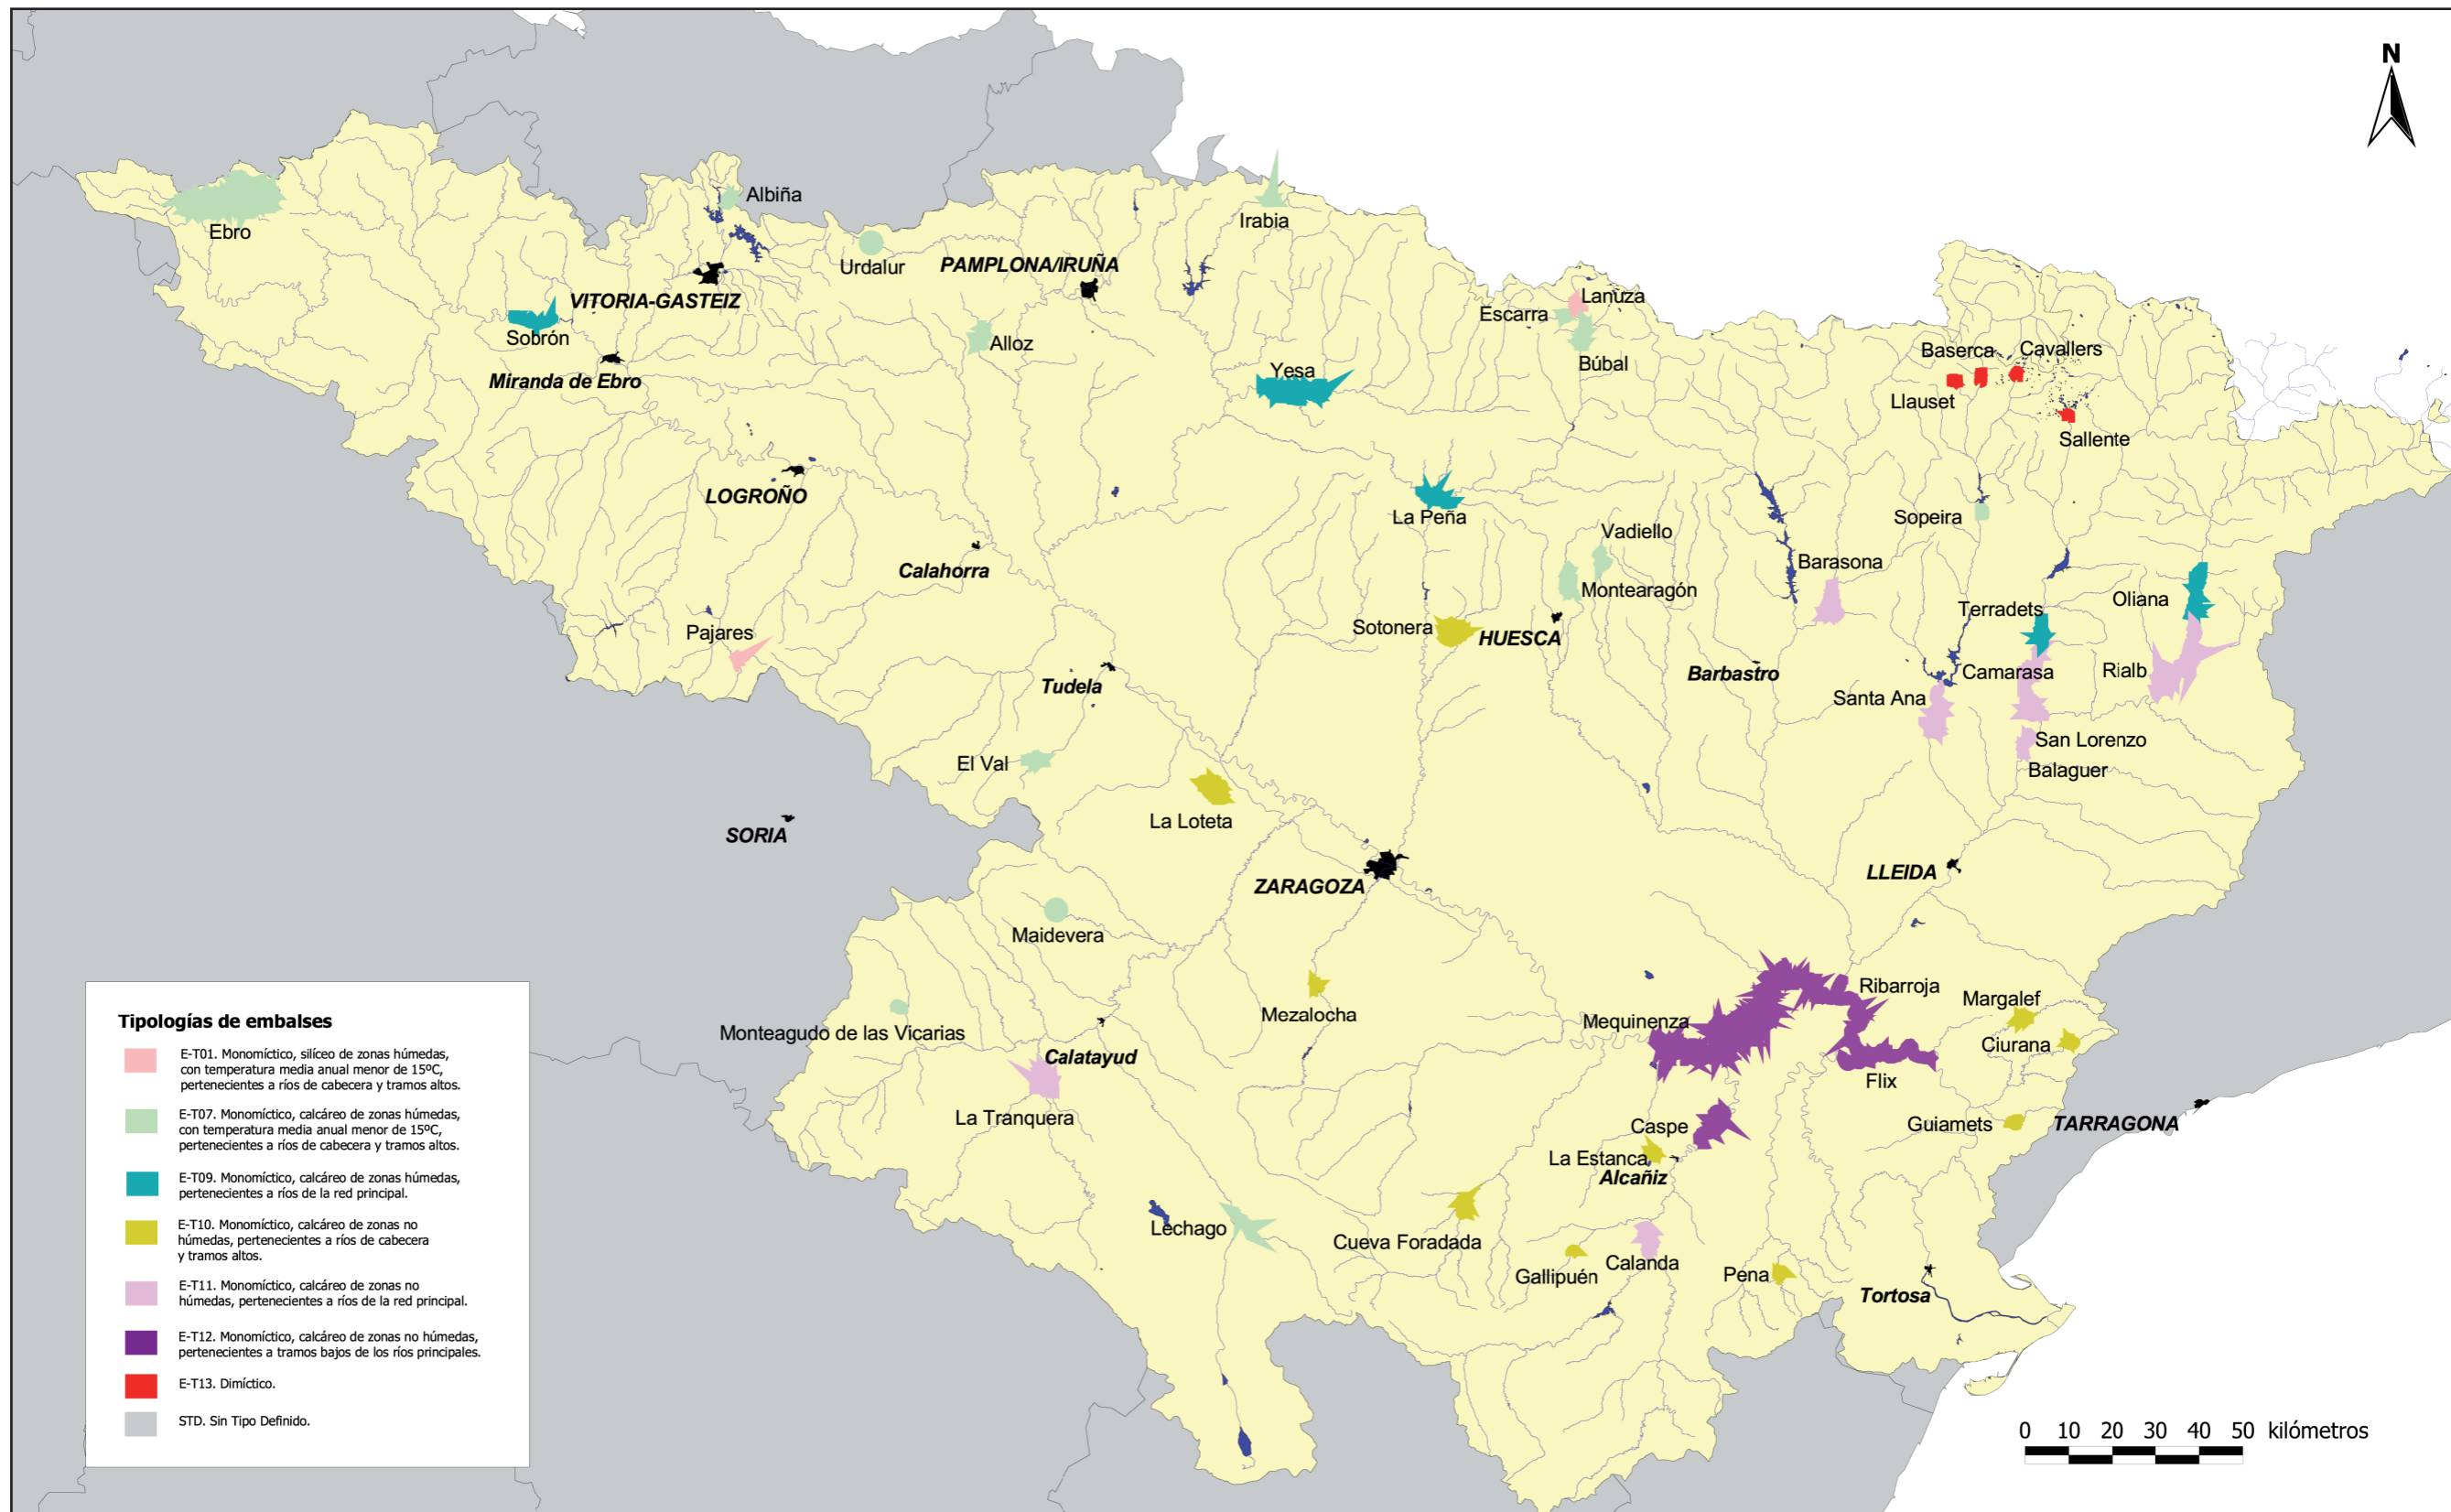 N
Albiña
Ebro
Irabia
Urdalur
PAMPLONA/IRUÑA
VITORIA-GASTEIZ
Lanuza
Escarra
Sobrón
Alloz
Búbal
Baserca
Cavallers
Yesa
Miranda de Ebro
Llauset
Sallente
LOGROÑO
La Peña
Sopeira
Vadiello
Calahorra
Barasona
Montearagón
Oliana
Terradets
Pajares
Sotonera
HUESCA
Tudela
Barbastro
Camarasa
Rialb
Santa Ana
San Lorenzo
El Val
Balaguer
La Loteta
SORIA
ZARAGOZA
LLEIDA
Maidevera
Ribarroja
Margalef
Mezalocha
Mequinenza
Monteagudo de las Vicarias
Calatayud
Ciurana
Flix
La Tranquera
Caspe
Guiamets
TARRAGONA
La Estanca
Alcañiz
Lechago
Cueva Foradada
Gallipuén
Calanda
Pena
Tortosa
Tipologías de embalses
E-T01. Monomíctico, silíceo de zonas húmedas,
con temperatura media anual menor de 15ºC,
pertenecientes a ríos de cabecera y tramos altos.
E-T07. Monomíctico, calcáreo de zonas húmedas,
con temperatura media anual menor de 15ºC,
pertenecientes a ríos de cabecera y tramos altos.
E-T09. Monomíctico, calcáreo de zonas húmedas,
pertenecientes a ríos de la red principal.
E-T10. Monomíctico, calcáreo de zonas no
húmedas, pertenecientes a ríos de cabecera
y tramos altos.
E-T11. Monomíctico, calcáreo de zonas no
húmedas, pertenecientes a ríos de la red principal.
E-T12. Monomíctico, calcáreo de zonas no húmedas,
pertenecientes a tramos bajos de los ríos principales.
E-T13. Dimíctico.
STD. Sin Tipo Definido.
0 10 20 30 40 50 kilómetros